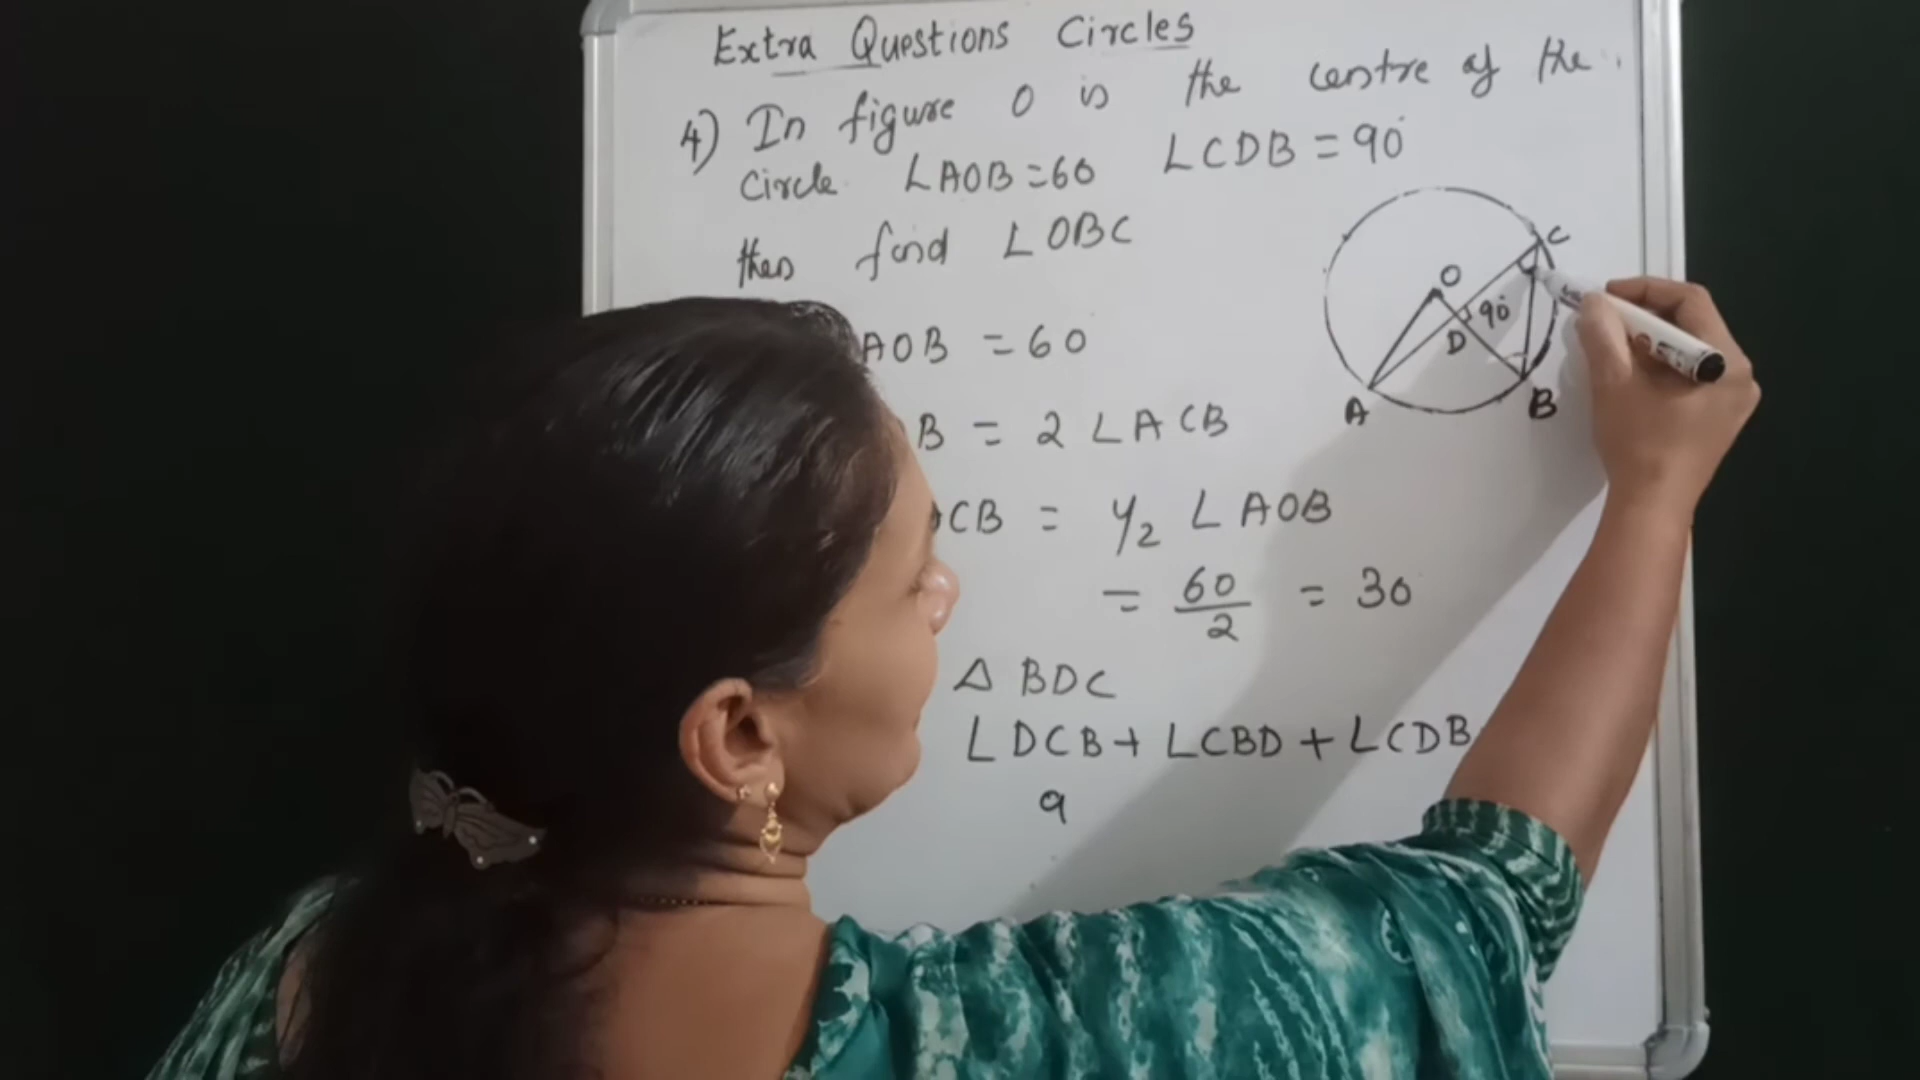 Extra Questions Circles
4) In figure O is the centre of the
circle ∠AOB = 60 ∠CDB = 90°
then find ∠OBC
AOB = 60
B = 2 ∠ACB
CB = 1/2 ∠AOB
= 60/2 = 30
△ BDC
∠DCB + ∠CBD + ∠CDB
9
C
O
90°
D
A
B